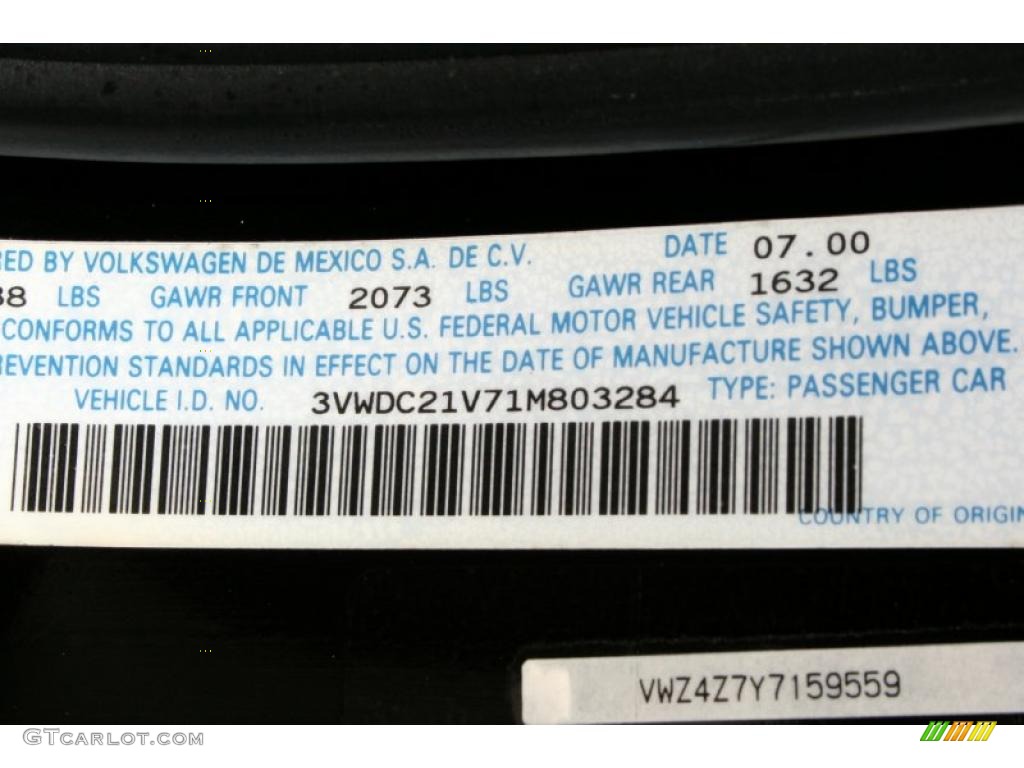 RED BY VOLKSWAGEN DE MEXICO S.A. DE C.V. DATE 07.00
38 LBS GAWR FRONT 2073 LBS GAWR REAR 1632 LBS
CONFORMS TO ALL APPLICABLE U.S. FEDERAL MOTOR VEHICLE SAFETY, BUMPER,
REVENTION STANDARDS IN EFFECT ON THE DATE OF MANUFACTURE SHOWN ABOVE.
VEHICLE I.D. NO. 3VWDC21V71M803284 TYPE: PASSENGER CAR
COUNTRY OF ORIGIN
VWZ4Z7Y7159559
GTCARLOT.COM